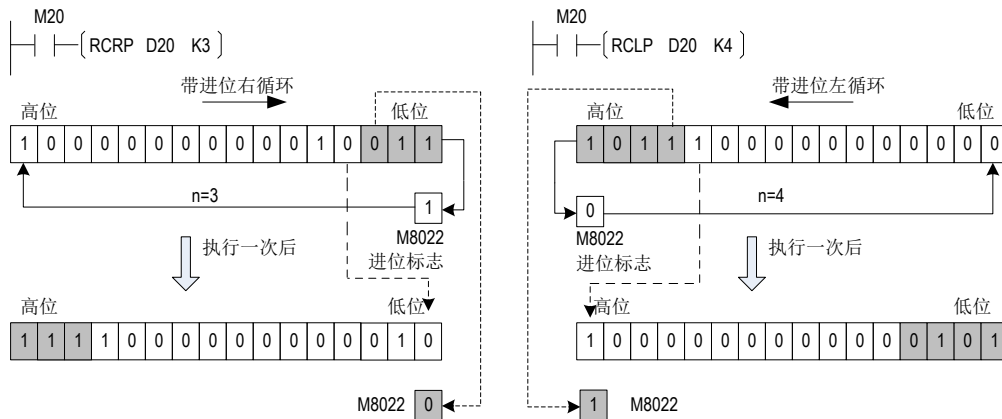 M20
RCRP D20 K3
带进位右循环
高位 低位
1 0 0 0 0 0 0 0 0 0 0 1 0 0 1 1
n=3
1
M8022
进位标志
执行一次后
高位 低位
1 1 1 1 0 0 0 0 0 0 0 0 0 0 1 0
M8022 0
M20
RCLP D20 K4
带进位左循环
高位 低位
1 0 1 1 1 0 0 0 0 0 0 0 0 0 0 0
n=4
0
M8022
进位标志
执行一次后
高位 低位
1 0 0 0 0 0 0 0 0 0 0 0 0 1 0 1
1 M8022